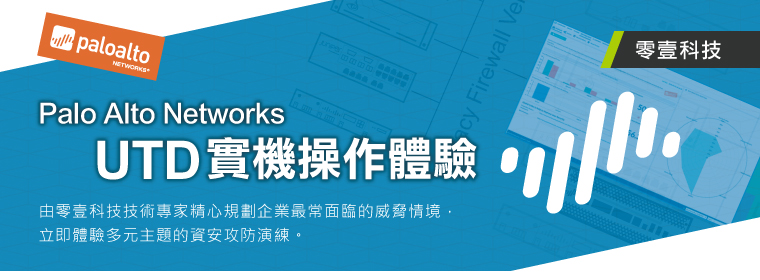 paloalto
NETWORKS®
零壹科技
Palo Alto Networks
UTD實機操作體驗
由零壹科技技術專家精心規劃企業最常面臨的威脅情境，
立即體驗多元主題的資安攻防演練。